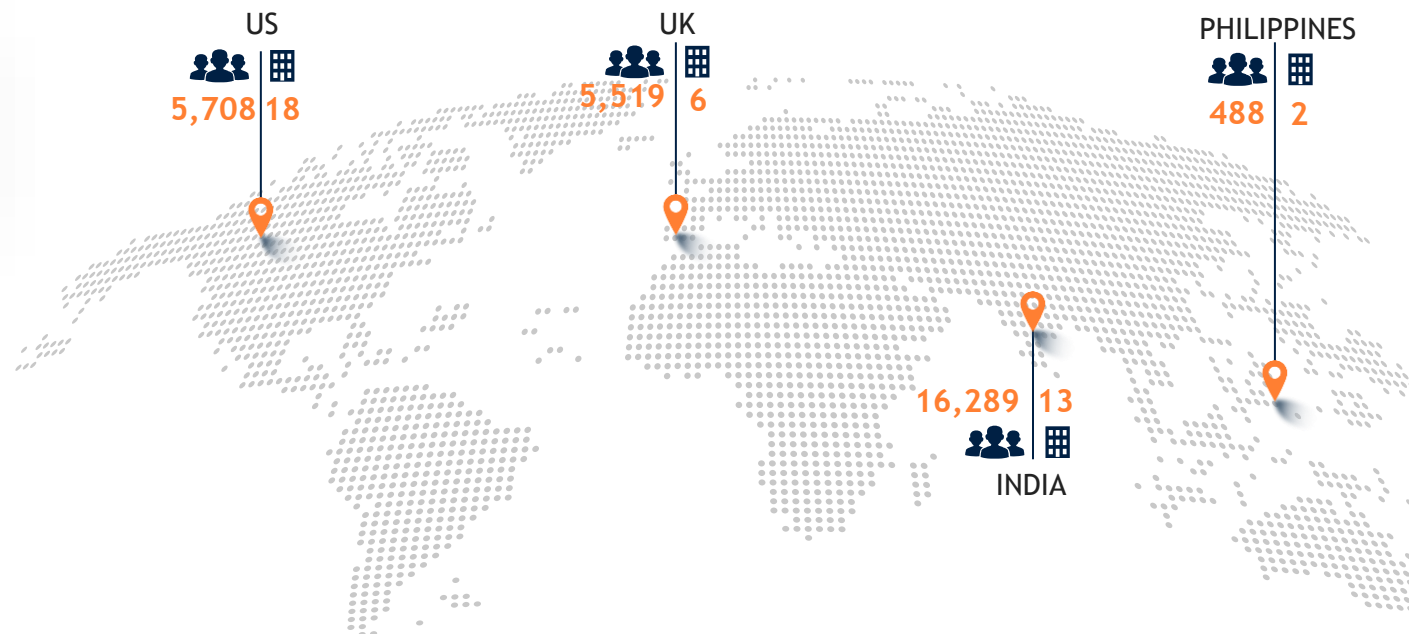 US
5,708 18
UK
5,519 6
PHILIPPINES
488 2
16,289 13
INDIA